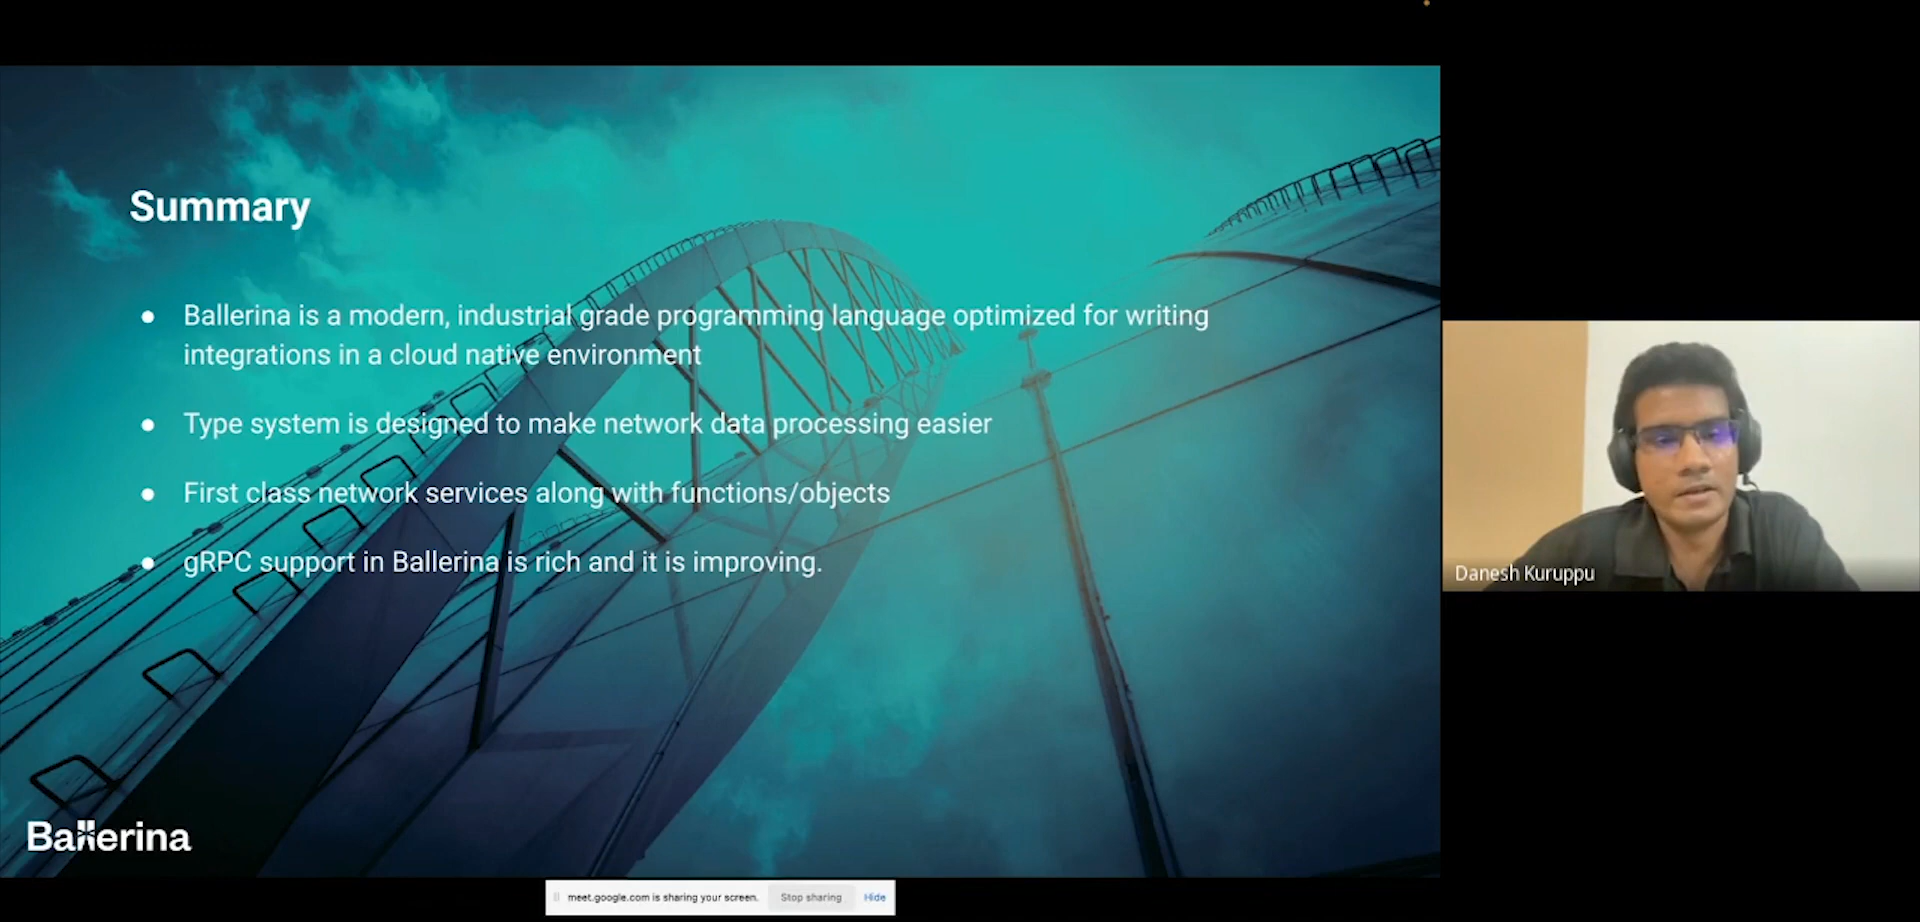 Summary
● Ballerina is a modern, industrial grade programming language optimized for writing
integrations in a cloud native environment
● Type system is designed to make network data processing easier
● First class network services along with functions/objects
● gRPC support in Ballerina is rich and it is improving.
Danesh Kuruppu
Ballerina
meet.google.com is sharing your screen. Stop sharing Hide